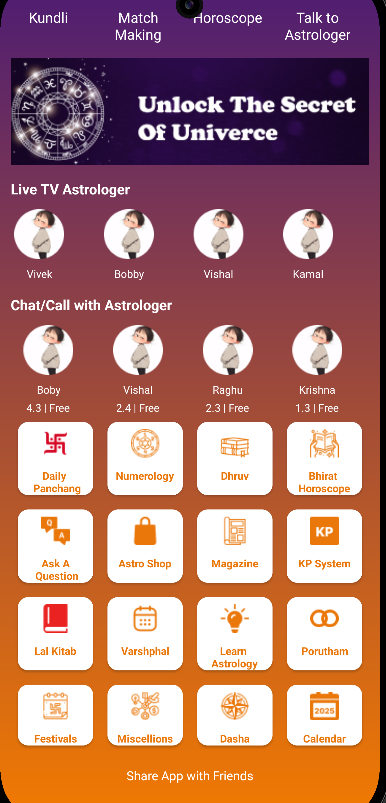 Kundli
Match
Making
Horoscope
Talk to
Astrologer
Unlock The Secret
Of Univerce
Live TV Astrologer
Vivek
Bobby
Vishal
Kamal
Chat/Call with Astrologer
Boby
Vishal
Raghu
Krishna
4.3 | Free
2.4 | Free
2.3 | Free
1.3 | Free
Daily
Panchang
Numerology
Dhruv
Bhirat
Horoscope
Q
A
Ask A
Question
Astro Shop
Magazine
KP
KP System
Lal Kitab
Varshphal
Learn
Astrology
Porutham
Festivals
Miscellions
Dasha
2025
Calendar
Share App with Friends